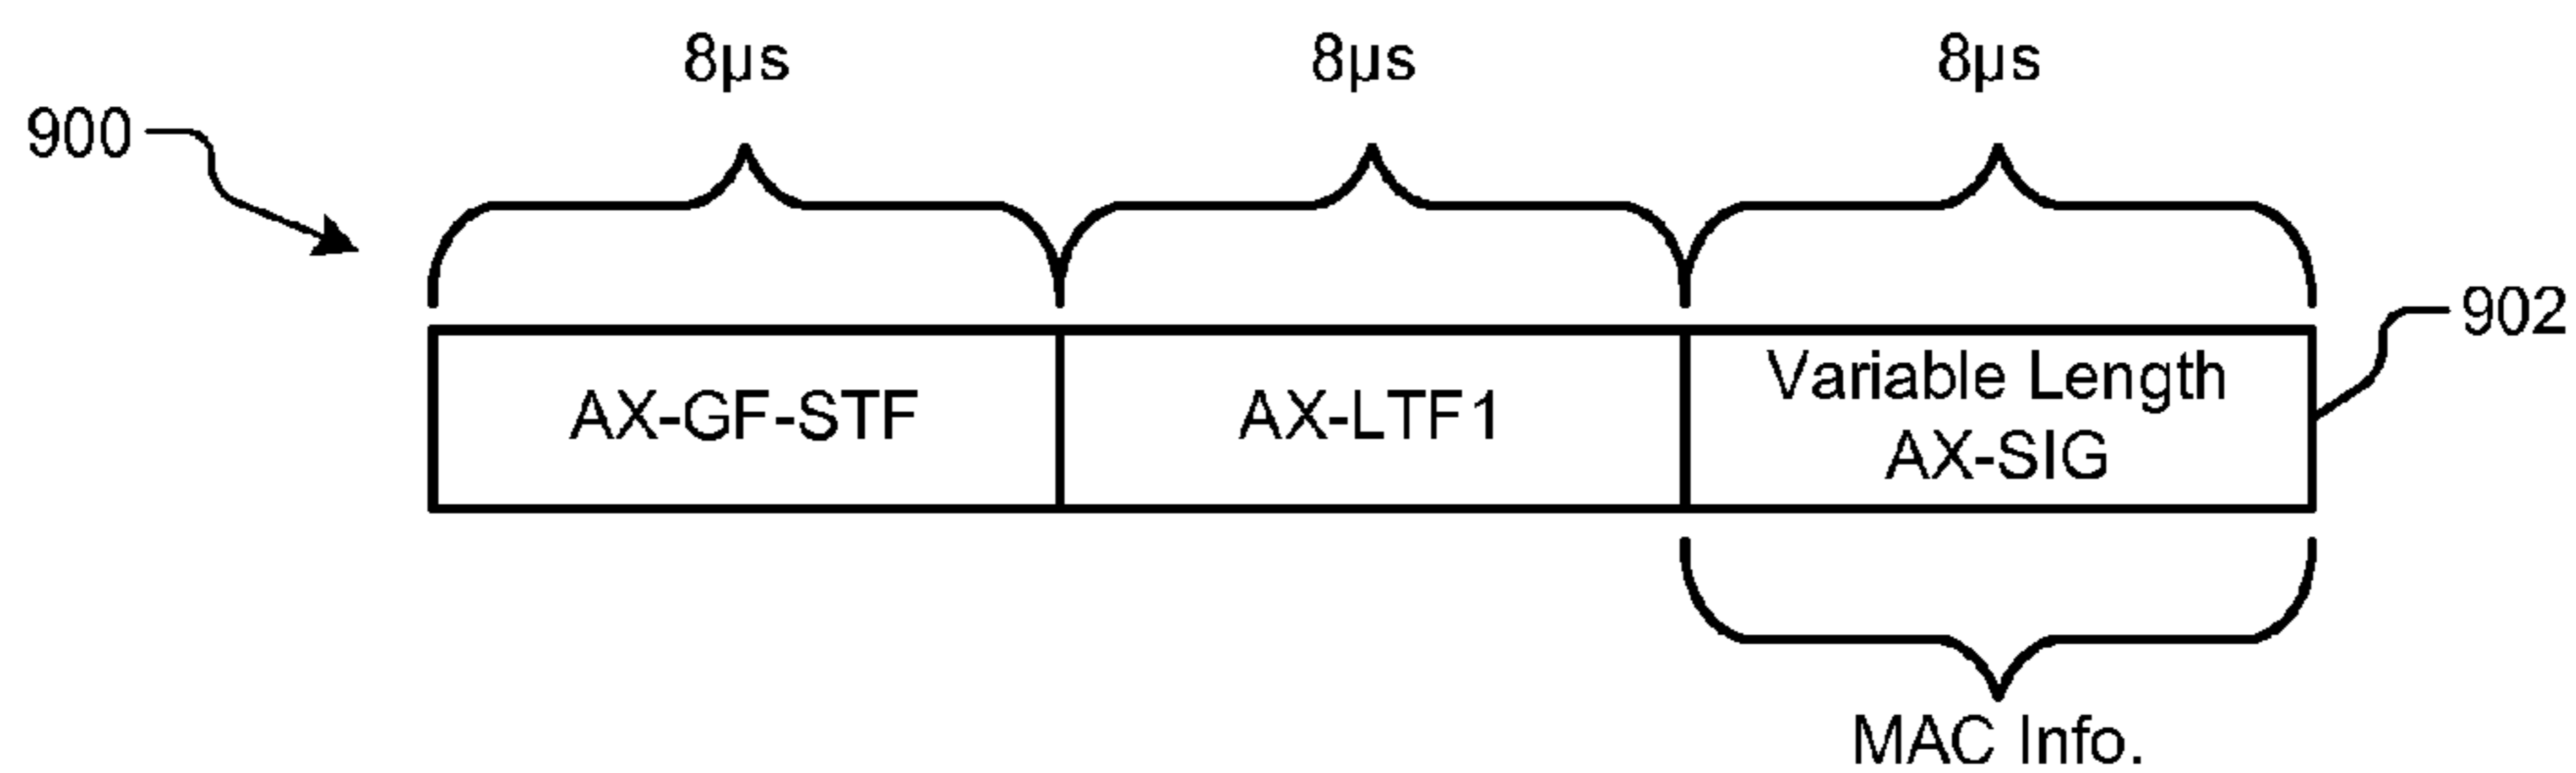 8µs
8µs
8µs
900
902
AX-GF-STF
AX-LTF1
Variable Length
AX-SIG
MAC Info.